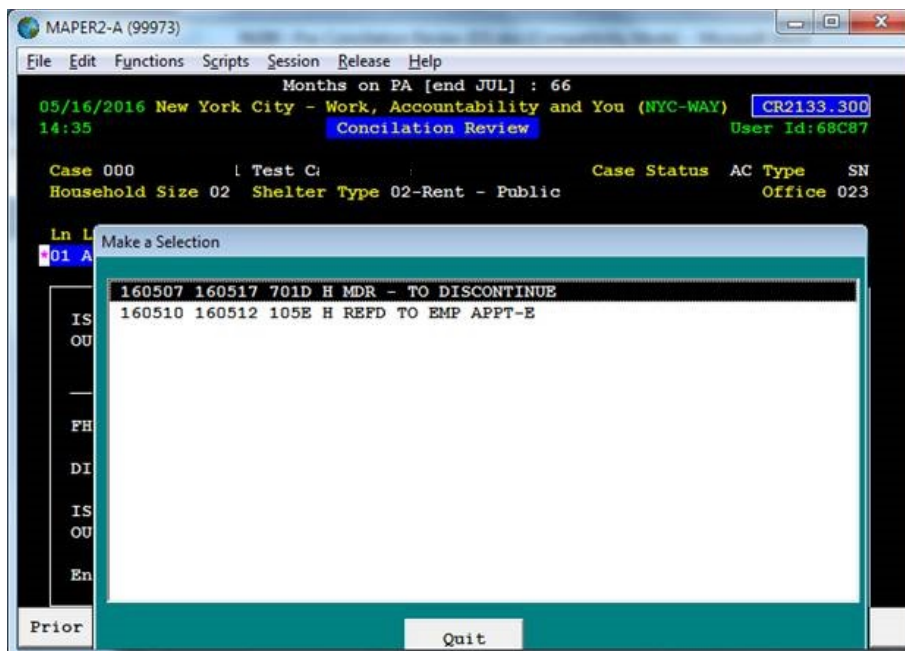 MAPER2-A (99973)
File Edit Functions Scripts Session Release Help
Months on PA [end JUL] : 66
05/16/2016 New York City - Work, Accountability and You (NYC-WAY) CR2133.300
14:35 Concilation Review User Id:68C87
Case 000 Test Status AC Type SN
Household Size 02 Shelter Type 02-Rent - Public Office 023
Ln L
*01 A
Make a Selection
160507 160517 701D H MDR - TO DISCONTINUE
160510 160512 105E H REFD TO EMP APPT-E
IS
OU
FH
DI
IS
OU
En
Prior
Quit